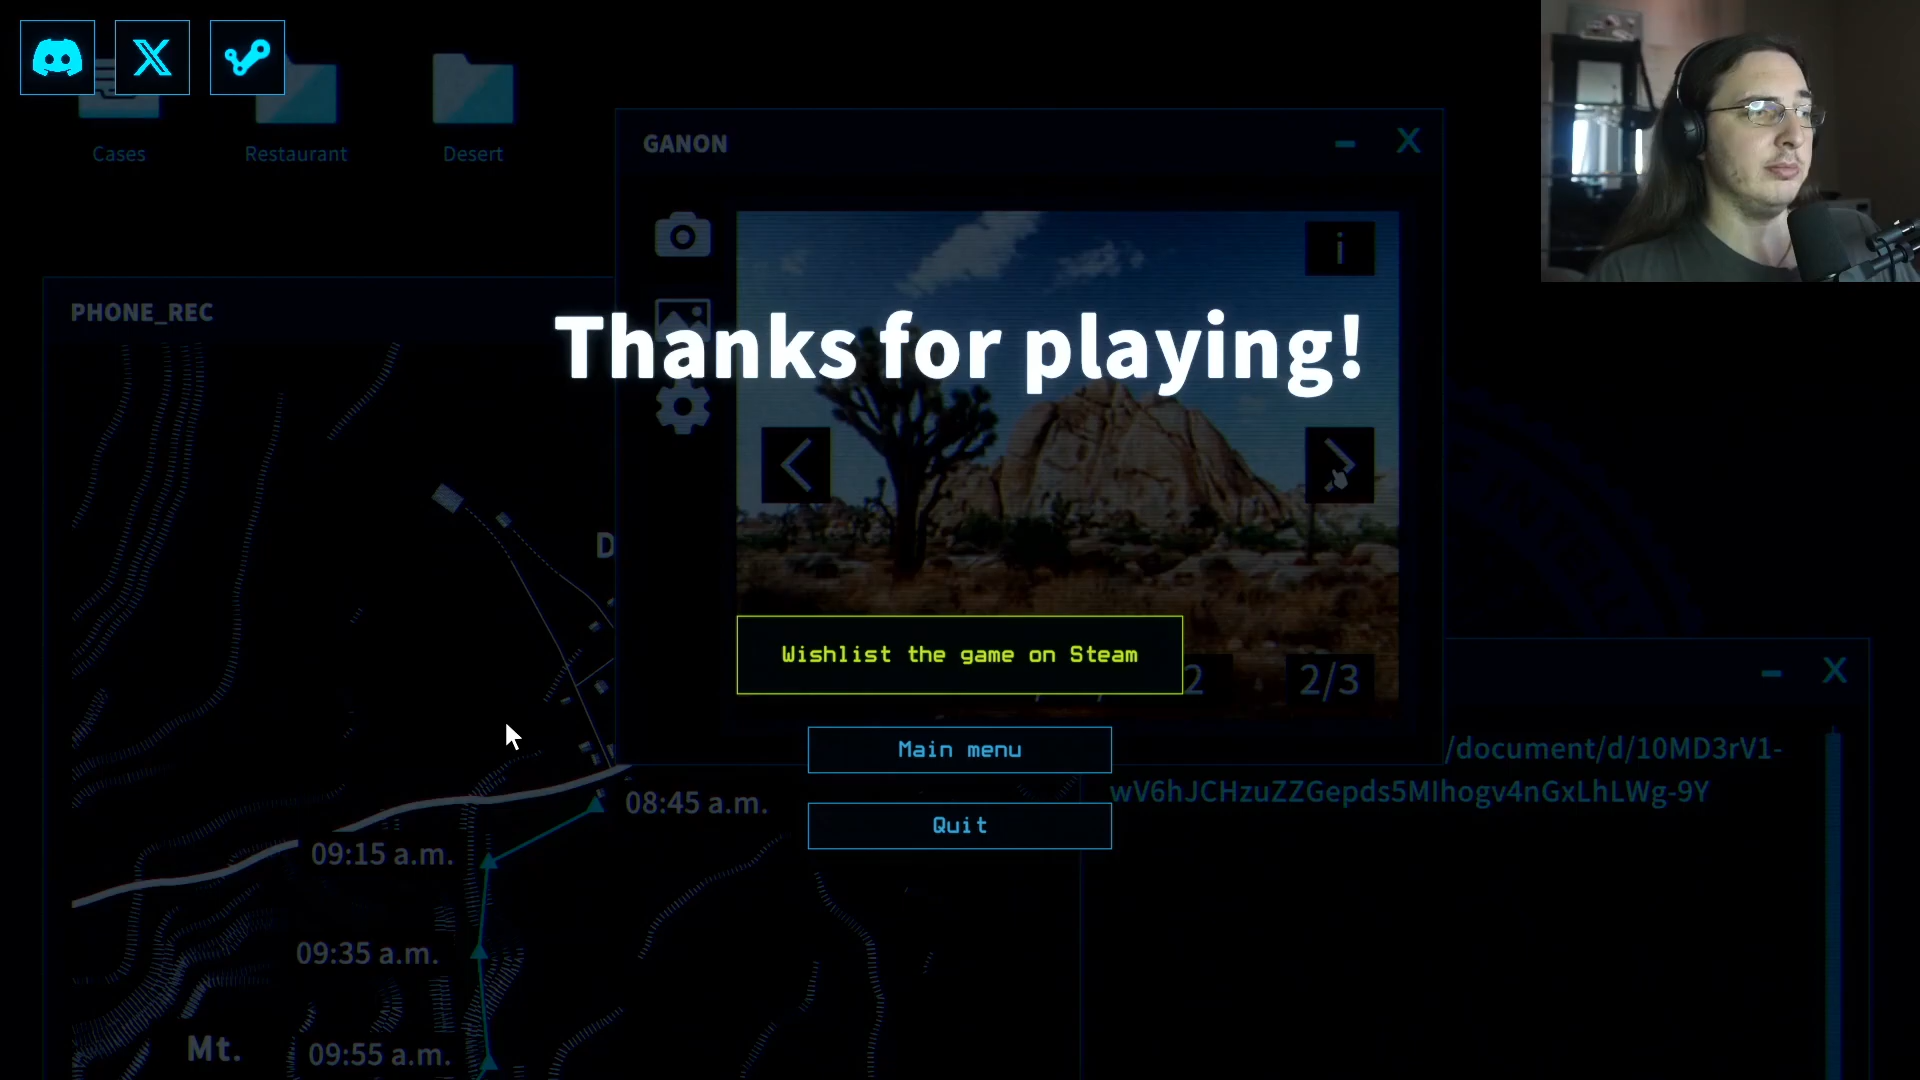 Cases
Restaurant
Desert
GANON
PHONE_REC
Thanks for playing!
Wishlist the game on Steam
2/3
Main menu
/document/d/10MD3rV1-
wV6hJCHzuZZGepds5MIhogv4nGxLhLWg-9Y
08:45 a.m.
Quit
09:15 a.m.
09:35 a.m.
Mt.
09:55 a.m.